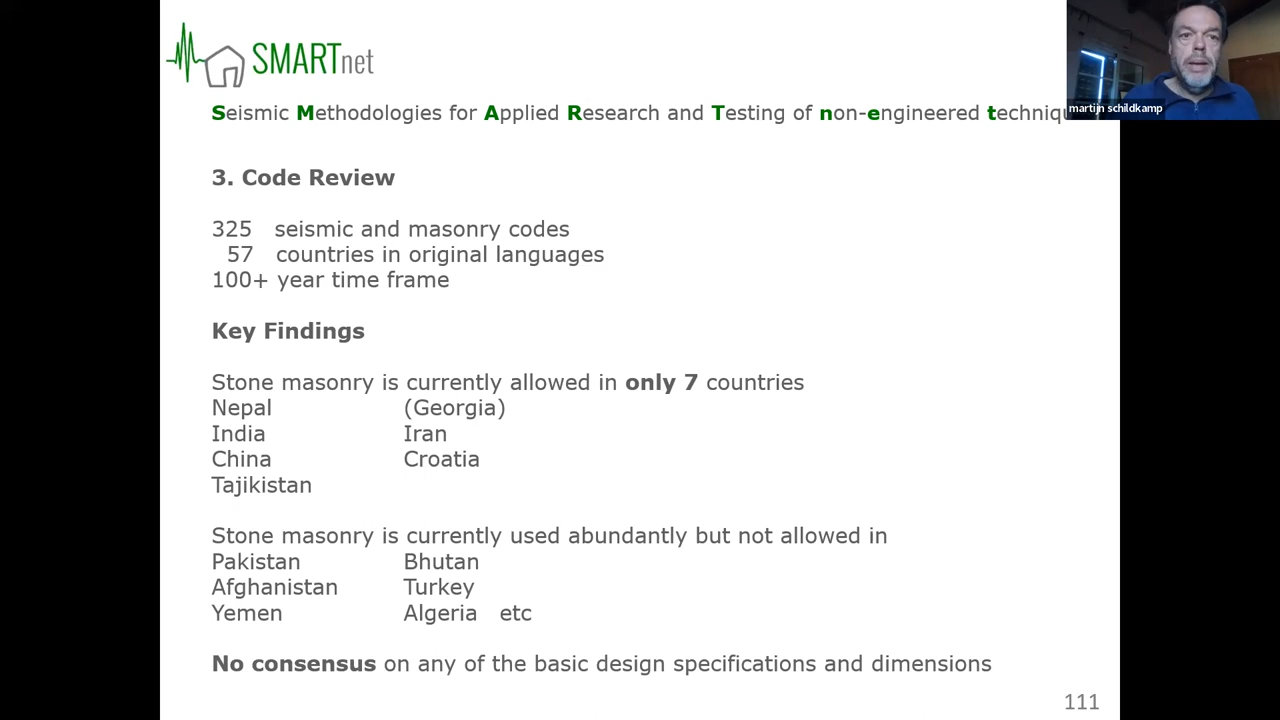 SMARTnet
martijn schildkamp
Seismic Methodologies for Applied Research and Testing of non-engineered
3. Code Review
325 seismic and masonry codes
57 countries in original languages
100+ year time frame
Key Findings
Stone masonry is currently allowed in only 7 countries
Nepal (Georgia)
India Iran
China Croatia
Tajikistan
Stone masonry is currently used abundantly but not allowed in
Pakistan Bhutan
Afghanistan Turkey
Yemen Algeria etc
No consensus on any of the basic design specifications and dimensions
111